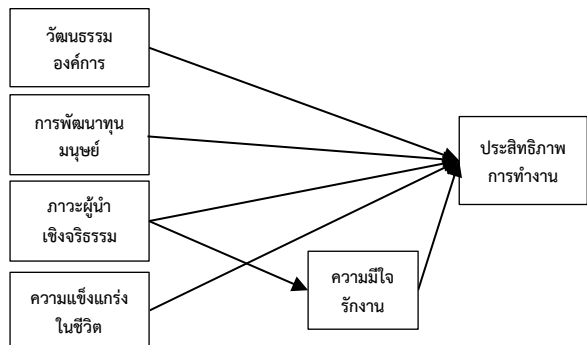 วัฒนธรรม
องค์การ
การพัฒนาทุน
มนุษย์
ภาวะผู้นำ
เชิงจริธรรม
ความแข็งแกร่ง
ในชีวิต
ความมีใจ
รักงาน
ประสิทธิภาพ
การทำงาน